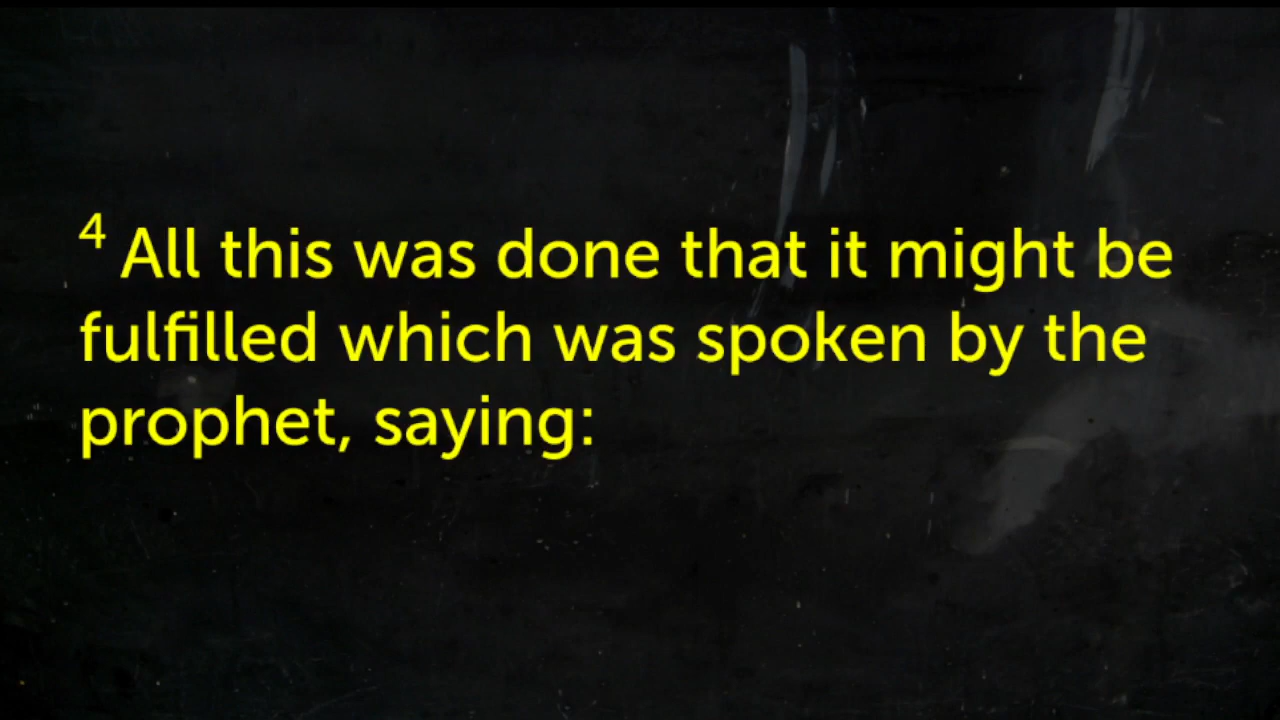 4 All this was done that it might be
fulfilled which was spoken by the
prophet, saying: